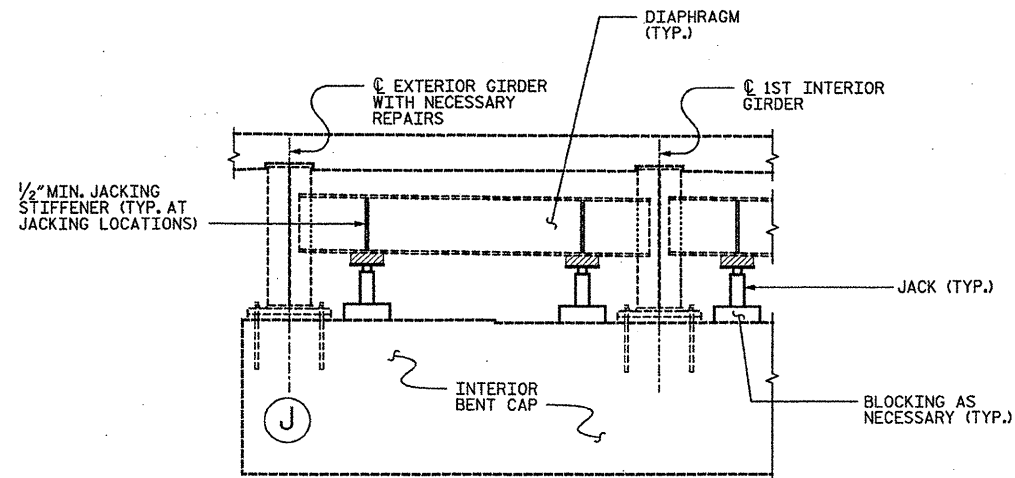 DIAPHRAGM
(TYP.)
℄ EXTERIOR GIRDER
WITH NECESSARY
REPAIRS
℄ 1ST INTERIOR
GIRDER
1/2" MIN. JACKING
STIFFENER (TYP. AT
JACKING LOCATIONS)
JACK (TYP.)
INTERIOR
BENT CAP
BLOCKING AS
NECESSARY (TYP.)
J